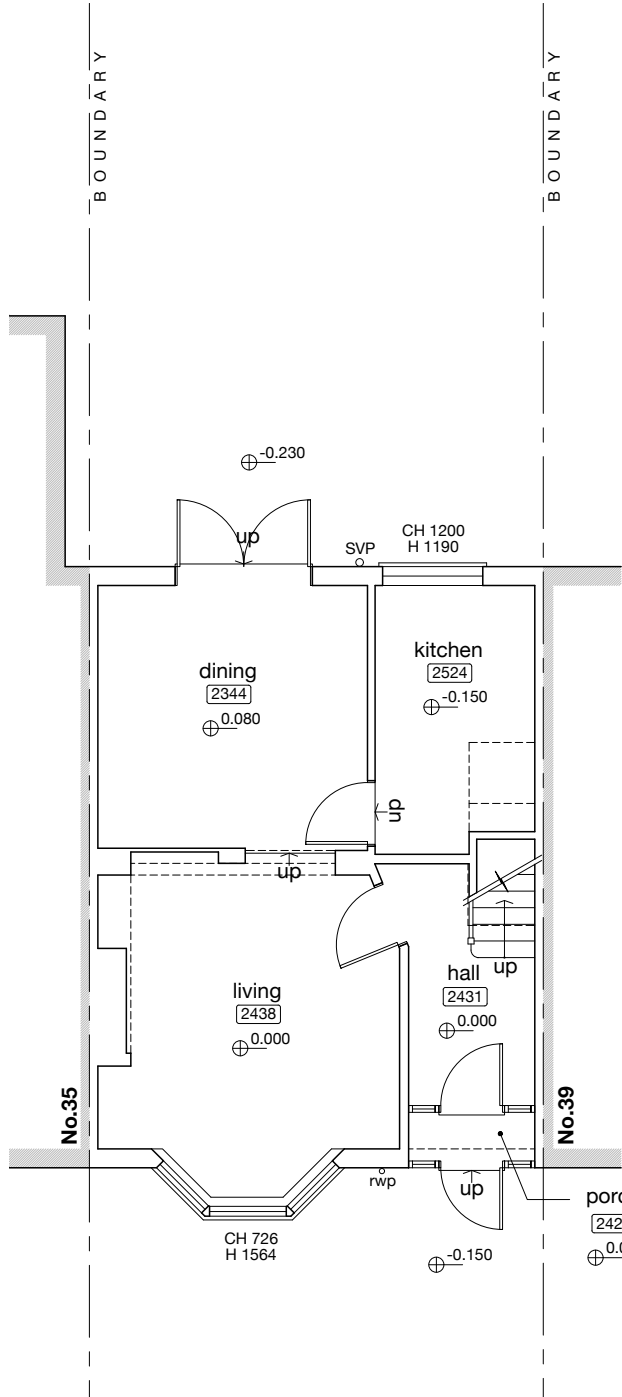 BOUNDARY
BOUNDARY
-0.230
up
SVP
CH 1200
H 1190
dining
2344
0.080
kitchen
2524
-0.150
up
up
living
2438
0.000
hall
2431
0.000
up
No.35
No.39
rwp
up
CH 726
H 1564
-0.150